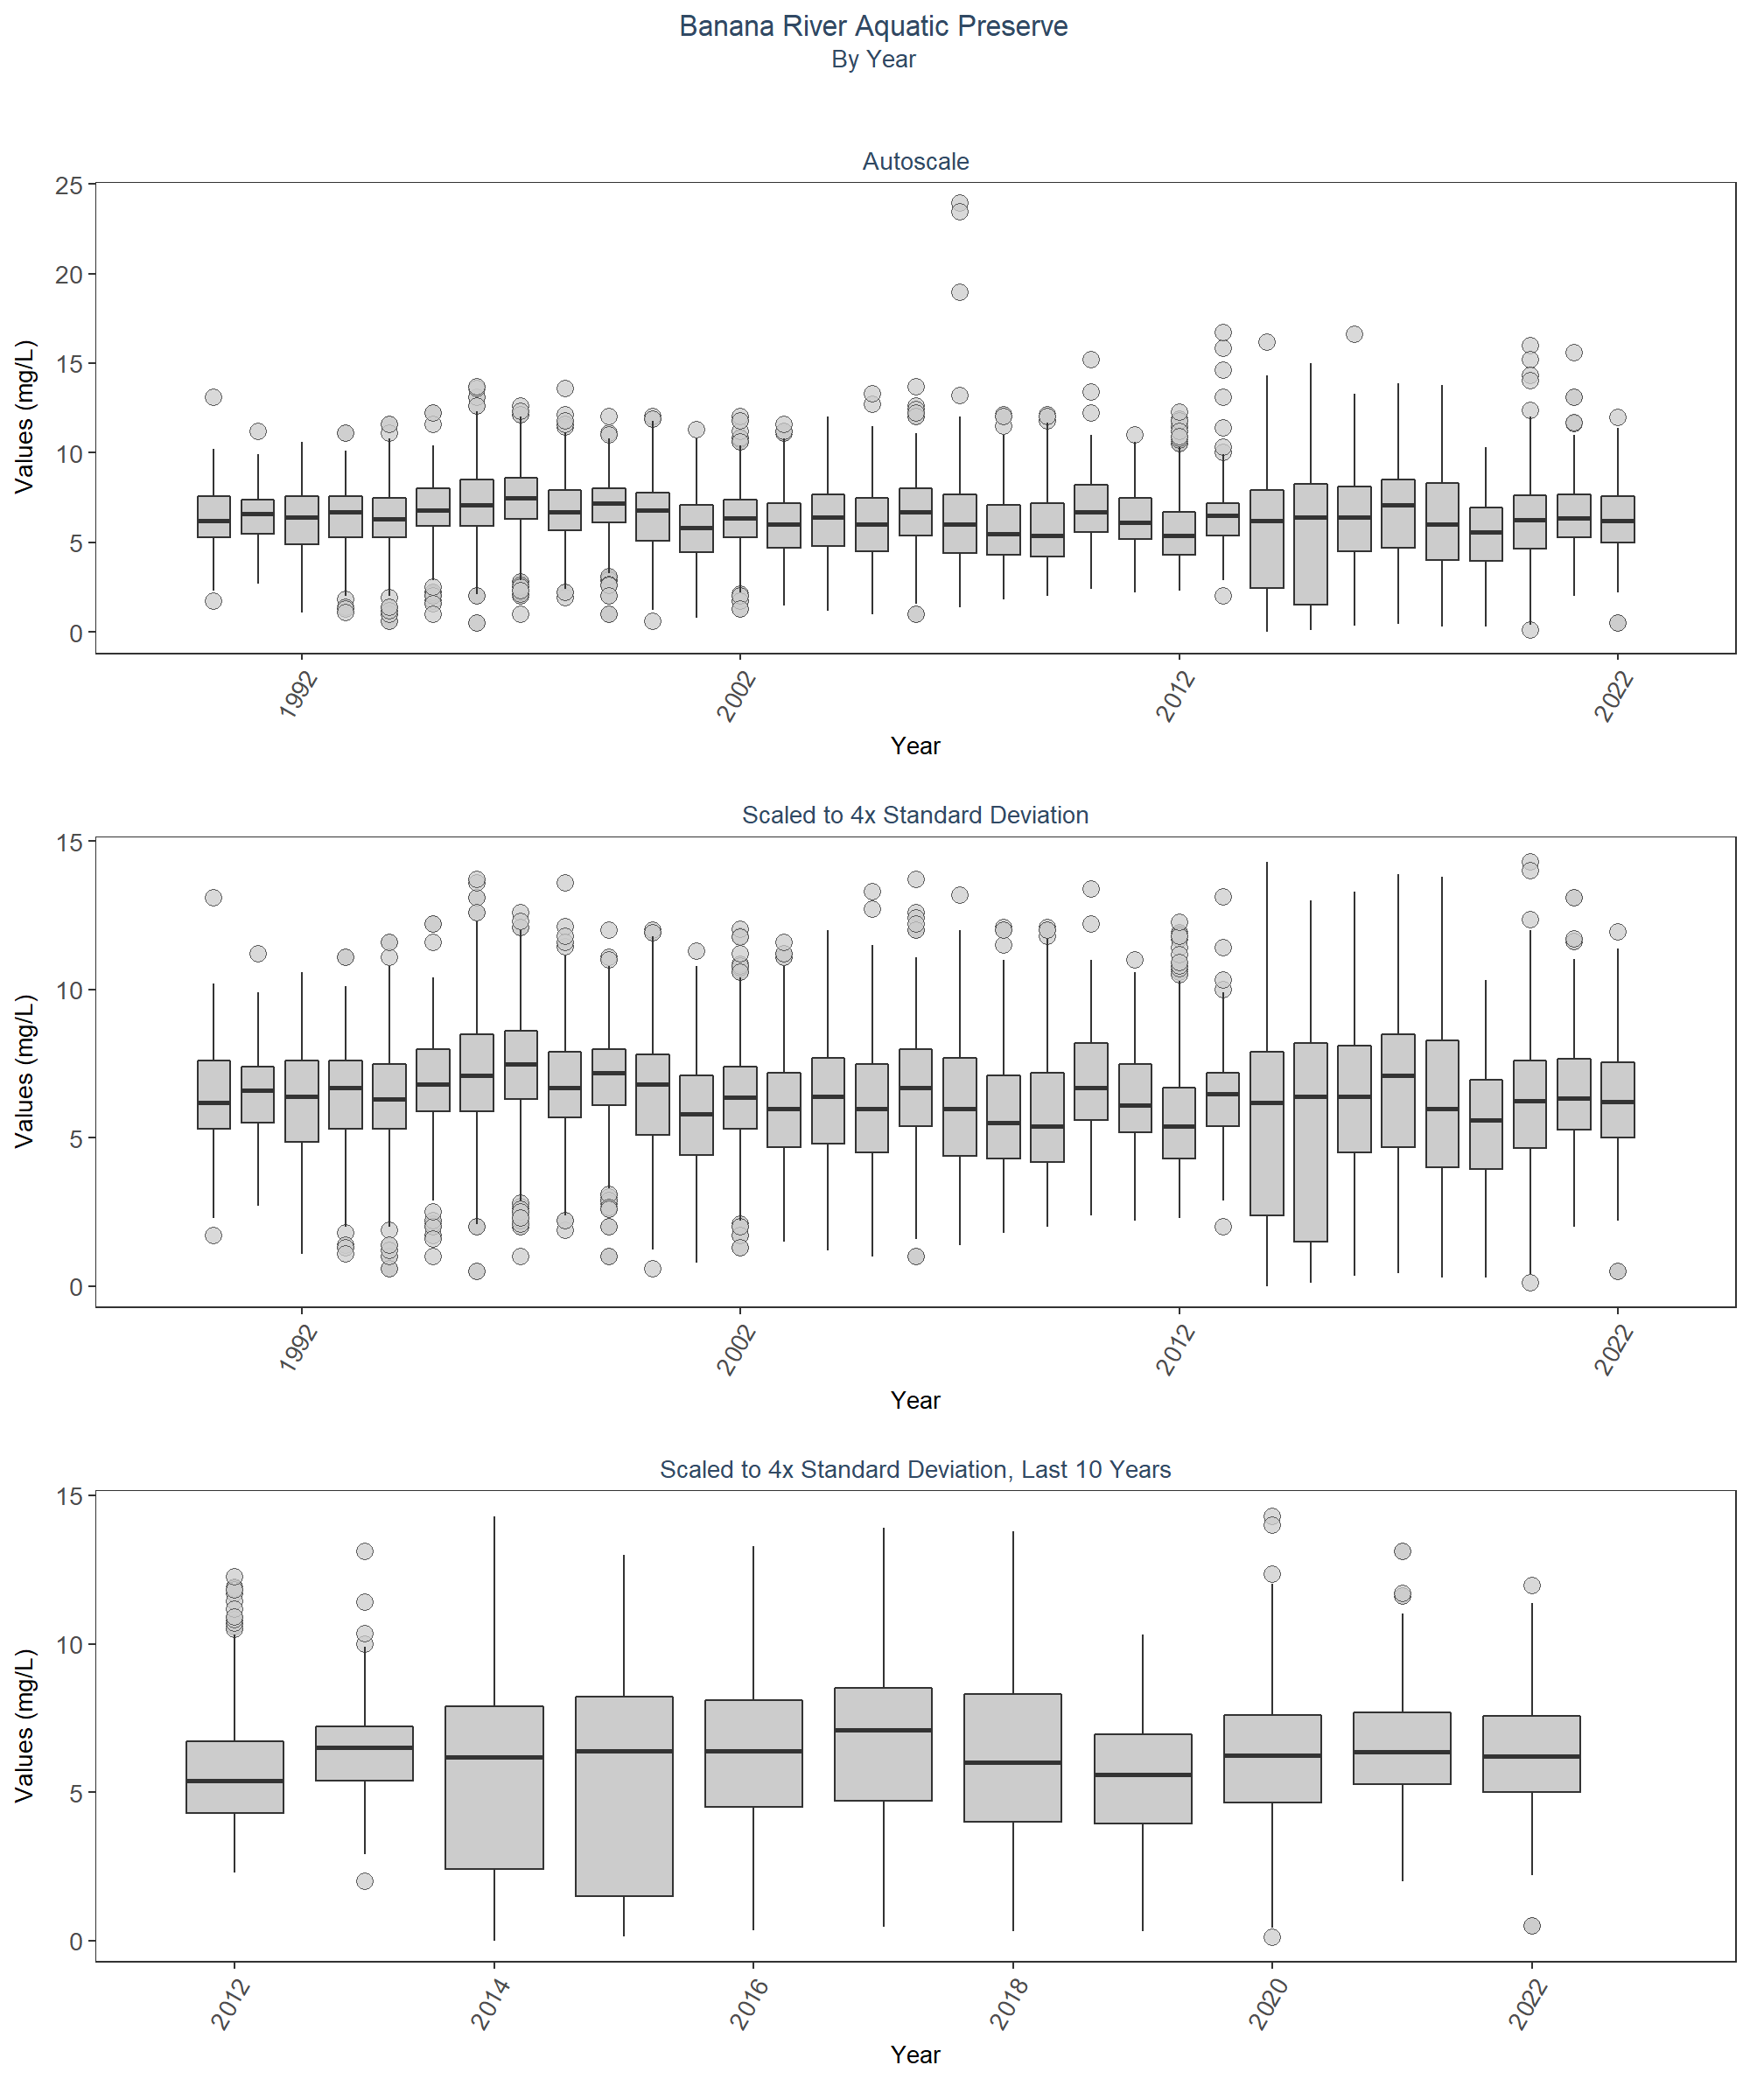 Banana River Aquatic Preserve
By Year
Autoscale
25
20
15
10
5
0
Values (mg/L)
1992
2002
2012
2022
Year
Scaled to 4x Standard Deviation
15
10
5
0
Values (mg/L)
1992
2002
2012
2022
Year
Scaled to 4x Standard Deviation, Last 10 Years
15
10
5
0
Values (mg/L)
2012
2014
2016
2018
2020
2022
Year